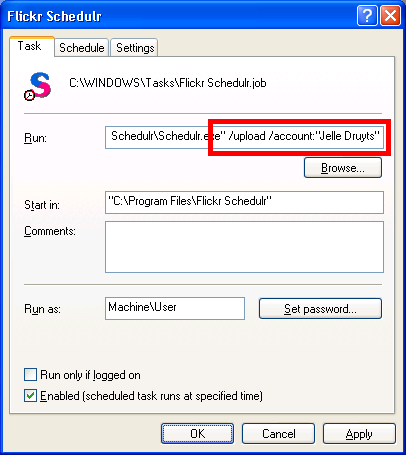 Flickr Schedulr
Task Schedule Settings
C:\WINDOWS\Tasks\Flickr Schedulr.job
Run: Schedulr\Schedulr.exe" /upload /account:"Jelle Druyts"
Browse...
Start in: "C:\Program Files\Flickr Schedulr"
Comments:
Run as: Machine\User Set password...
Run only if logged on
Enabled (scheduled task runs at specified time)
OK Cancel Apply